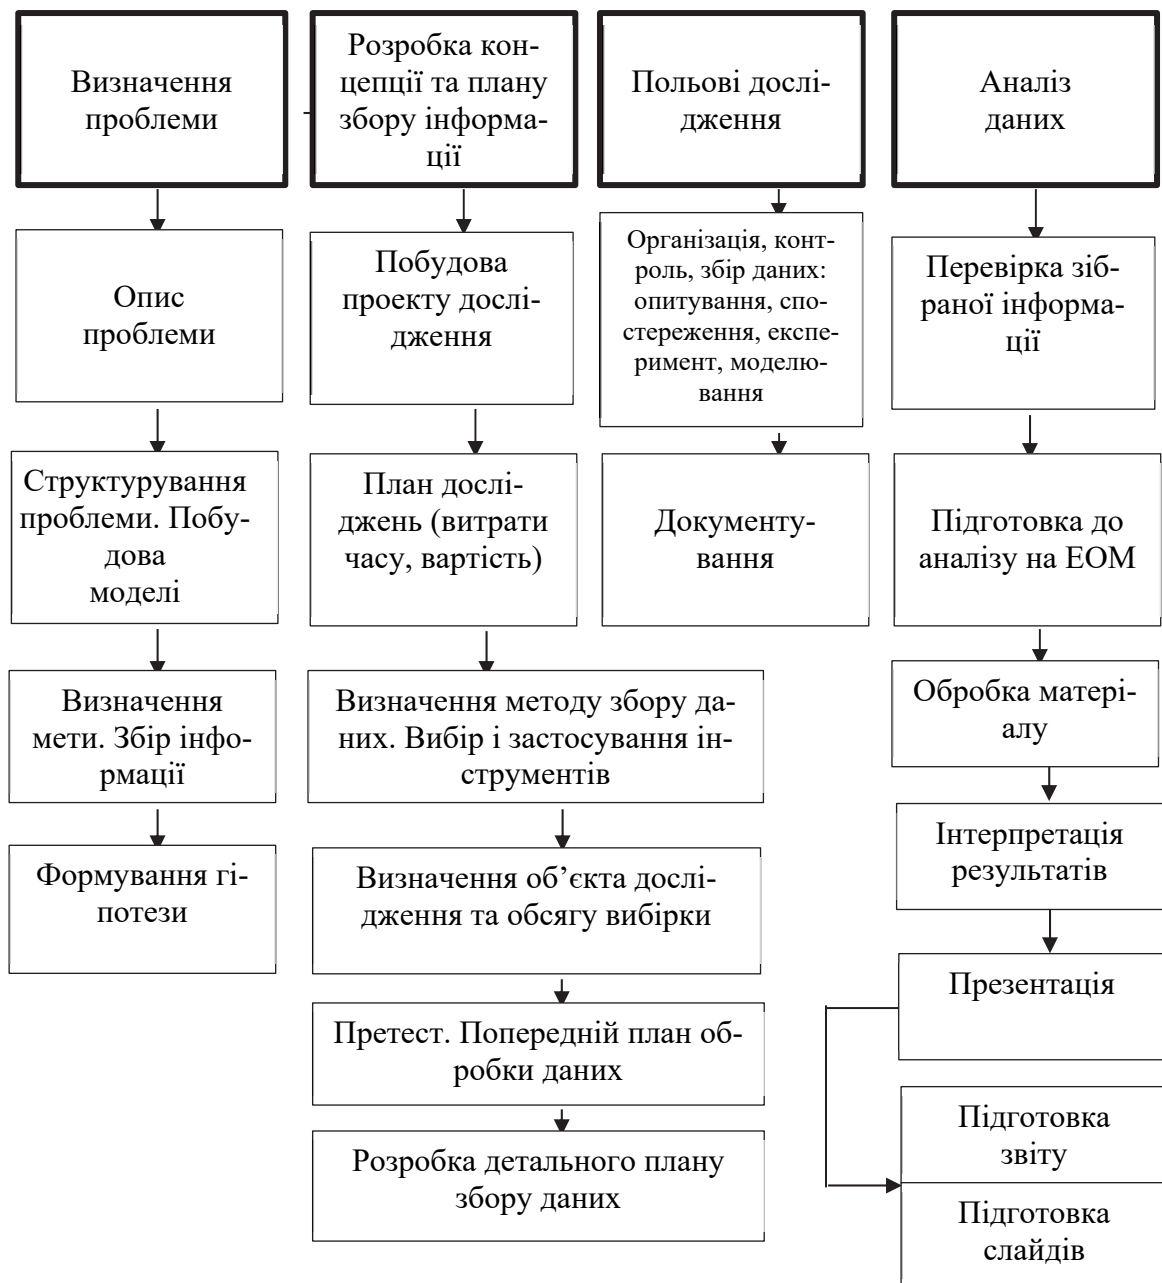 Визначення
проблеми
Розробка кон-
цепції та плану
збору інформа-
ції
Польові дослі-
дження
Аналіз
даних
Опис
проблеми
Побудова
проекту дослі-
дження
Організація, конт-
роль, збір даних:
опитування, спо-
стереження, експе-
римент, моделю-
вання
Перевірка зіб-
раної інформа-
ції
Структурування
проблеми. Побу-
дова
моделі
План дослі-
джень (витрати
часу, вартість)
Документу-
вання
Підготовка до
аналізу на ЕОМ
Визначення
мети. Збір інфо-
рмації
Визначення методу збору да-
них. Вибір і застосування ін-
струментів
Обробка матері-
алу
Формування гі-
потези
Визначення об’єкта дослі-
дження та обсягу вибірки
Інтерпретація
результатів
Претест. Попередній план об-
робки даних
Презентація
Розробка детального плану
збору даних
Підготовка
звіту
Підготовка
слайдів